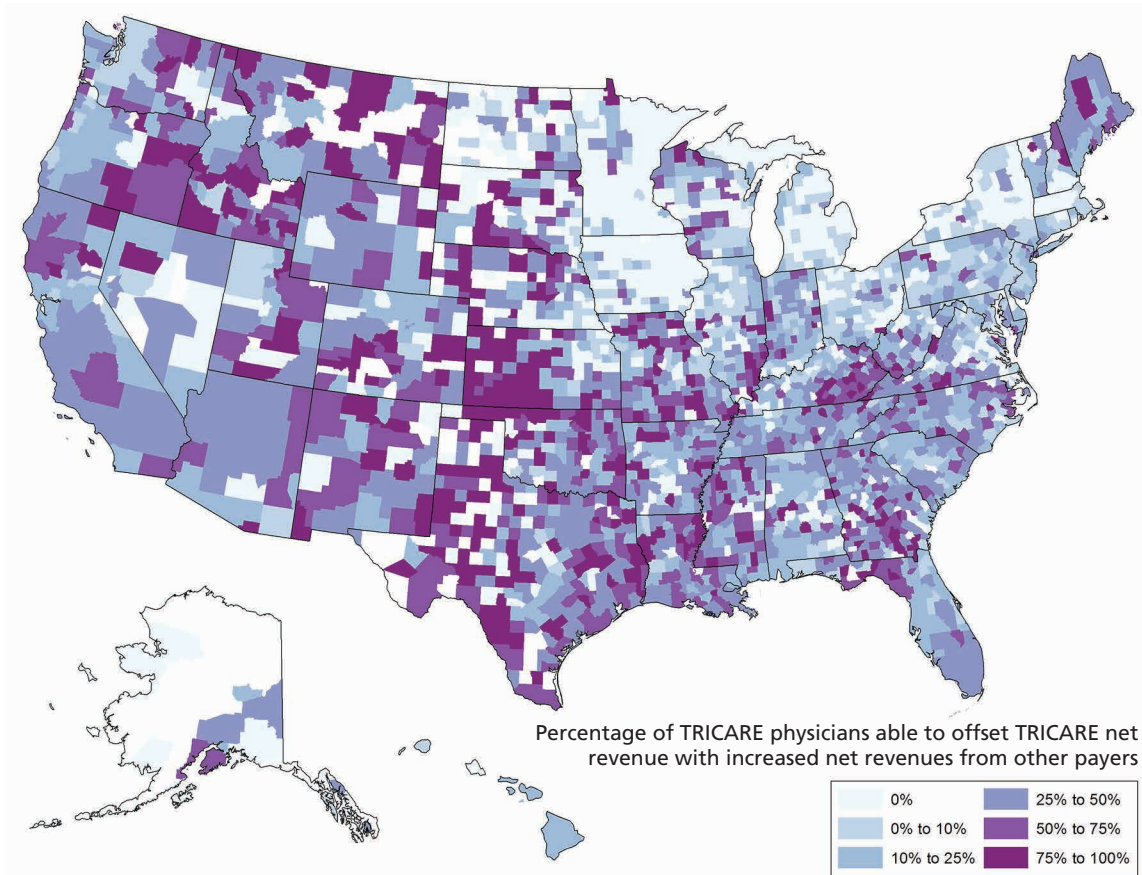 Percentage of TRICARE physicians able to offset TRICARE net
revenue with increased net revenues from other payers
0%
0% to 10%
10% to 25%
25% to 50%
50% to 75%
75% to 100%